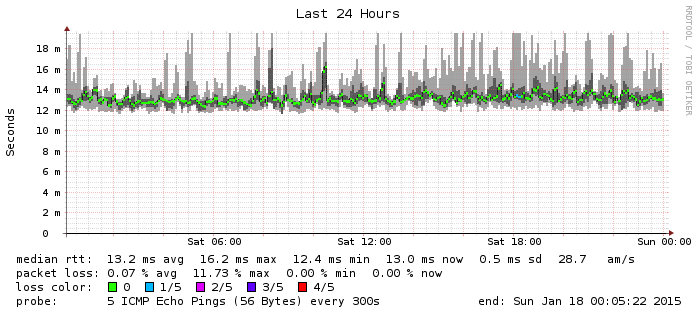 Last 24 Hours
RRDTOOL / TOBI OETIKER
Seconds
18 m
16 m
14 m
12 m
10 m
8 m
6 m
4 m
2 m
0
Sat 06:00 Sat 12:00 Sat 18:00 Sun 00:00
median rtt: 13.2 ms avg 16.2 ms max 12.4 ms min 13.0 ms now 0.5 ms sd 28.7 am/s
packet loss: 0.07 % avg 11.73 % max 0.00 % min 0.00 % now
loss color: 0 1/5 2/5 3/5 4/5
probe: 5 ICMP Echo Pings (56 Bytes) every 300s end: Sun Jan 18 00:05:22 2015